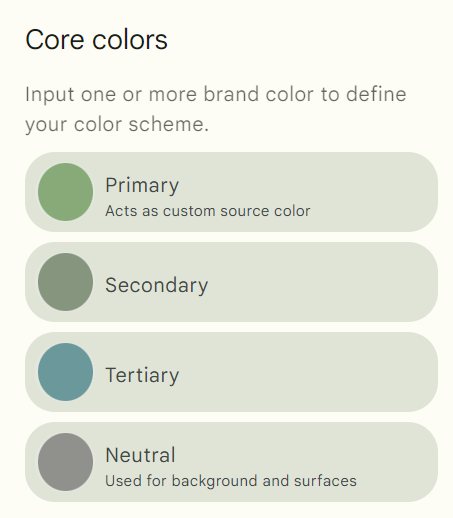 Core colors
Input one or more brand color to define
your color scheme.
Primary
Acts as custom source color
Secondary
Tertiary
Neutral
Used for background and surfaces